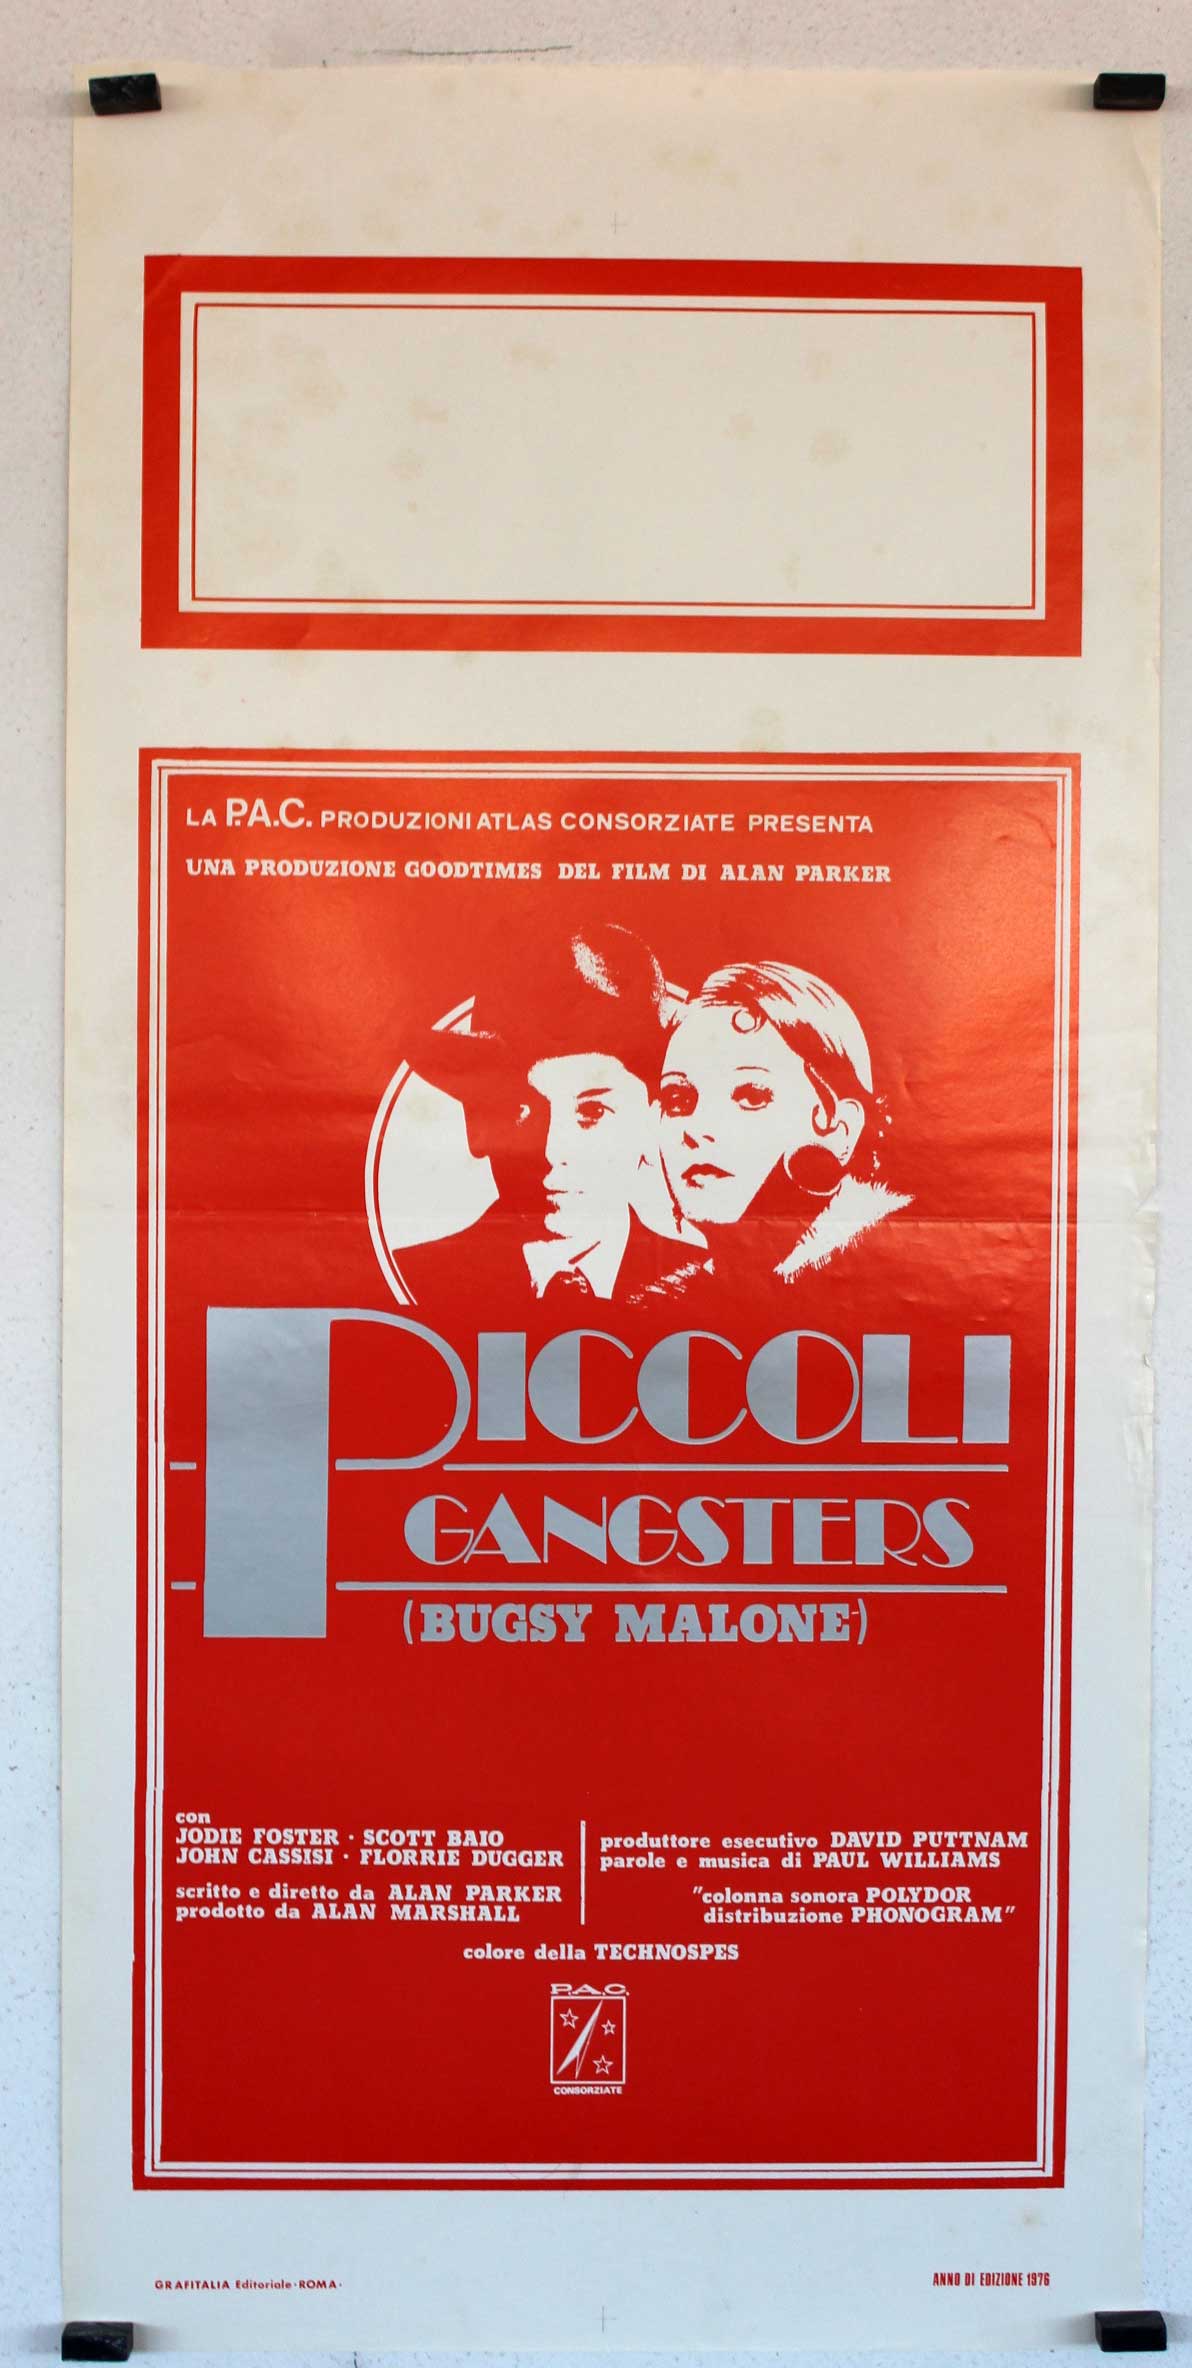 LA P.A.C. PRODUZIONI ATLAS CONSORZIATE PRESENTA
UNA PRODUZIONE GOODTIMES DEL FILM DI ALAN PARKER
PICCOLI
GANGSTERS
(BUGSY MALONE)
con
JODIE FOSTER · SCOTT BAIO
JOHN CASSISI · FLORRIE DUGGER
scritto e diretto da ALAN PARKER
prodotto da ALAN MARSHALL
produttore esecutivo DAVID PUTTNAM
parole e musica di PAUL WILLIAMS
"colonna sonora POLYDOR
distribuzione PHONOGRAM"
colore della TECHNOSPES
P.A.C.
CONSORZIATE
GRAFITALIA Editoriale·ROMA·
ANNO DI EDIZIONE 1976